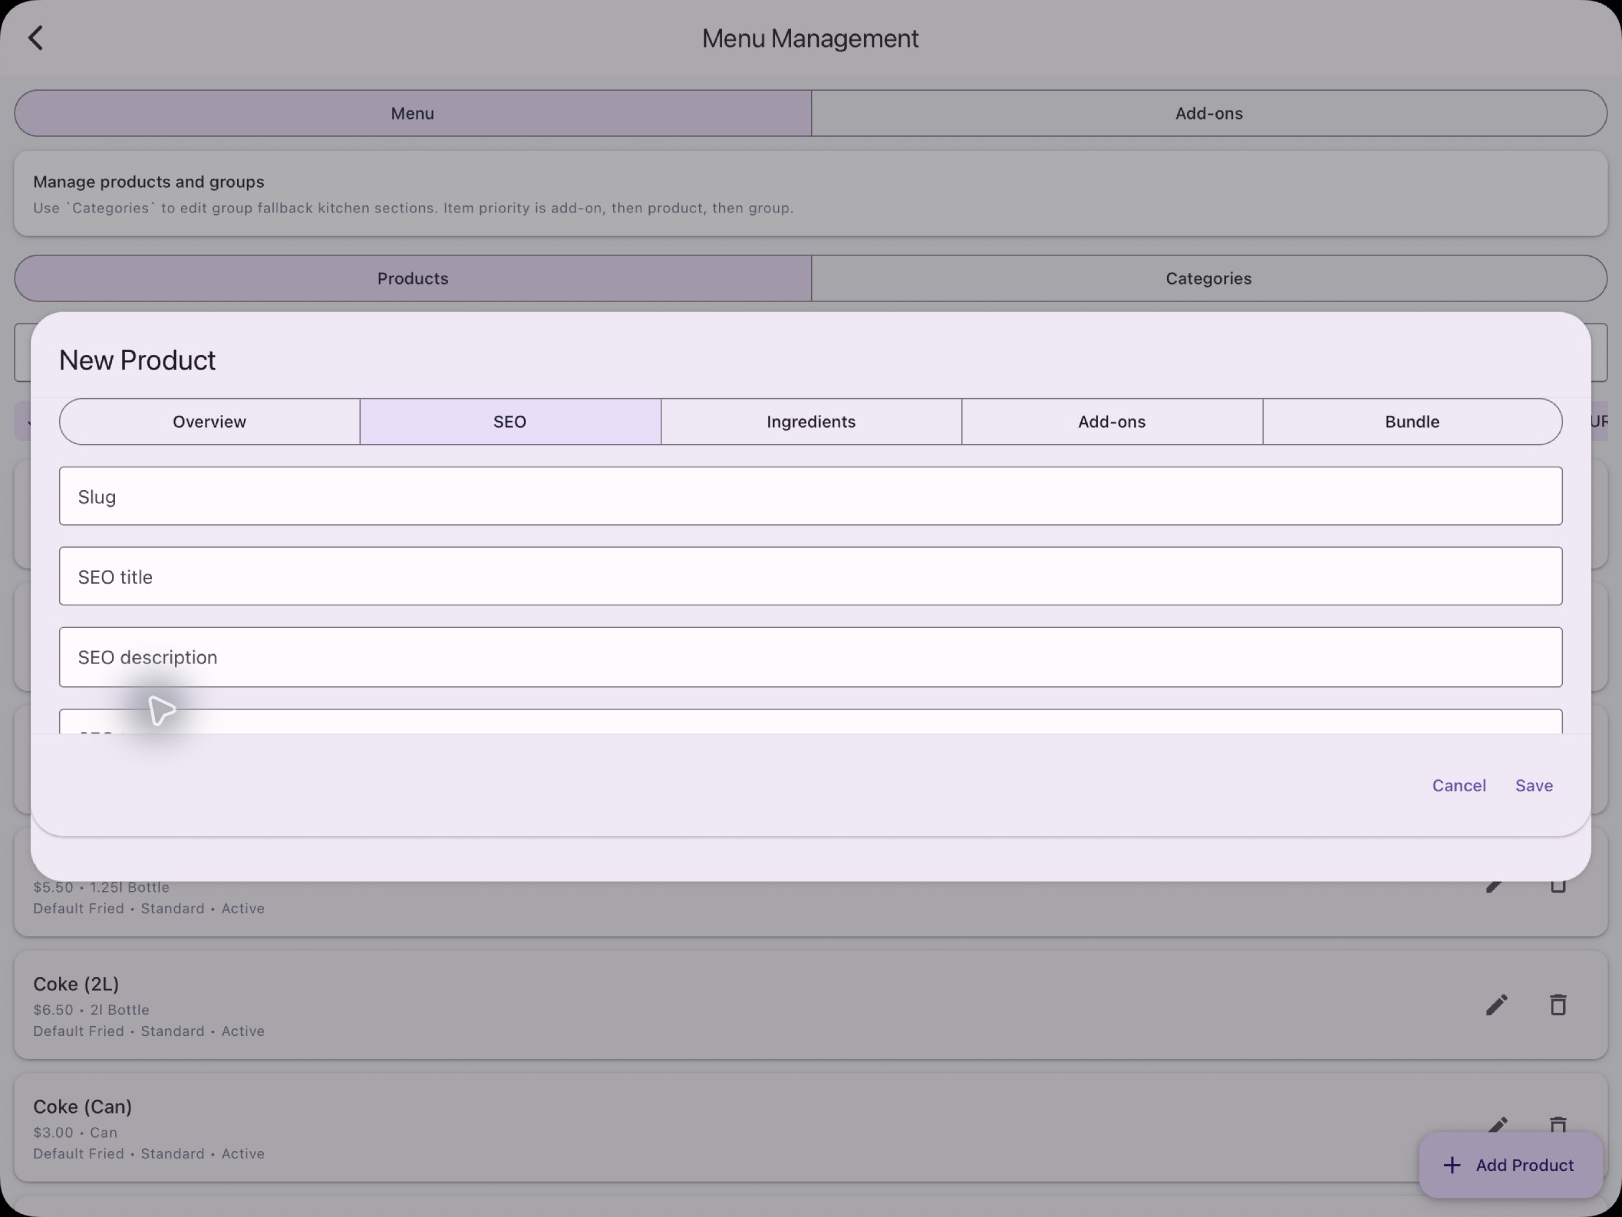 Menu Management
Menu
Add-ons
Manage products and groups
Use `Categories` to edit group fallback kitchen sections. Item priority is add-on, then product, then group.
Products
Categories
New Product
Overview
SEO
Ingredients
Add-ons
Bundle
Slug
SEO title
SEO description
Cancel
Save
$5.50 • 1.25l Bottle
Default Fried • Standard • Active
Coke (2L)
$6.50 • 2l Bottle
Default Fried • Standard • Active
Coke (Can)
$3.00 • Can
Default Fried • Standard • Active
Add Product